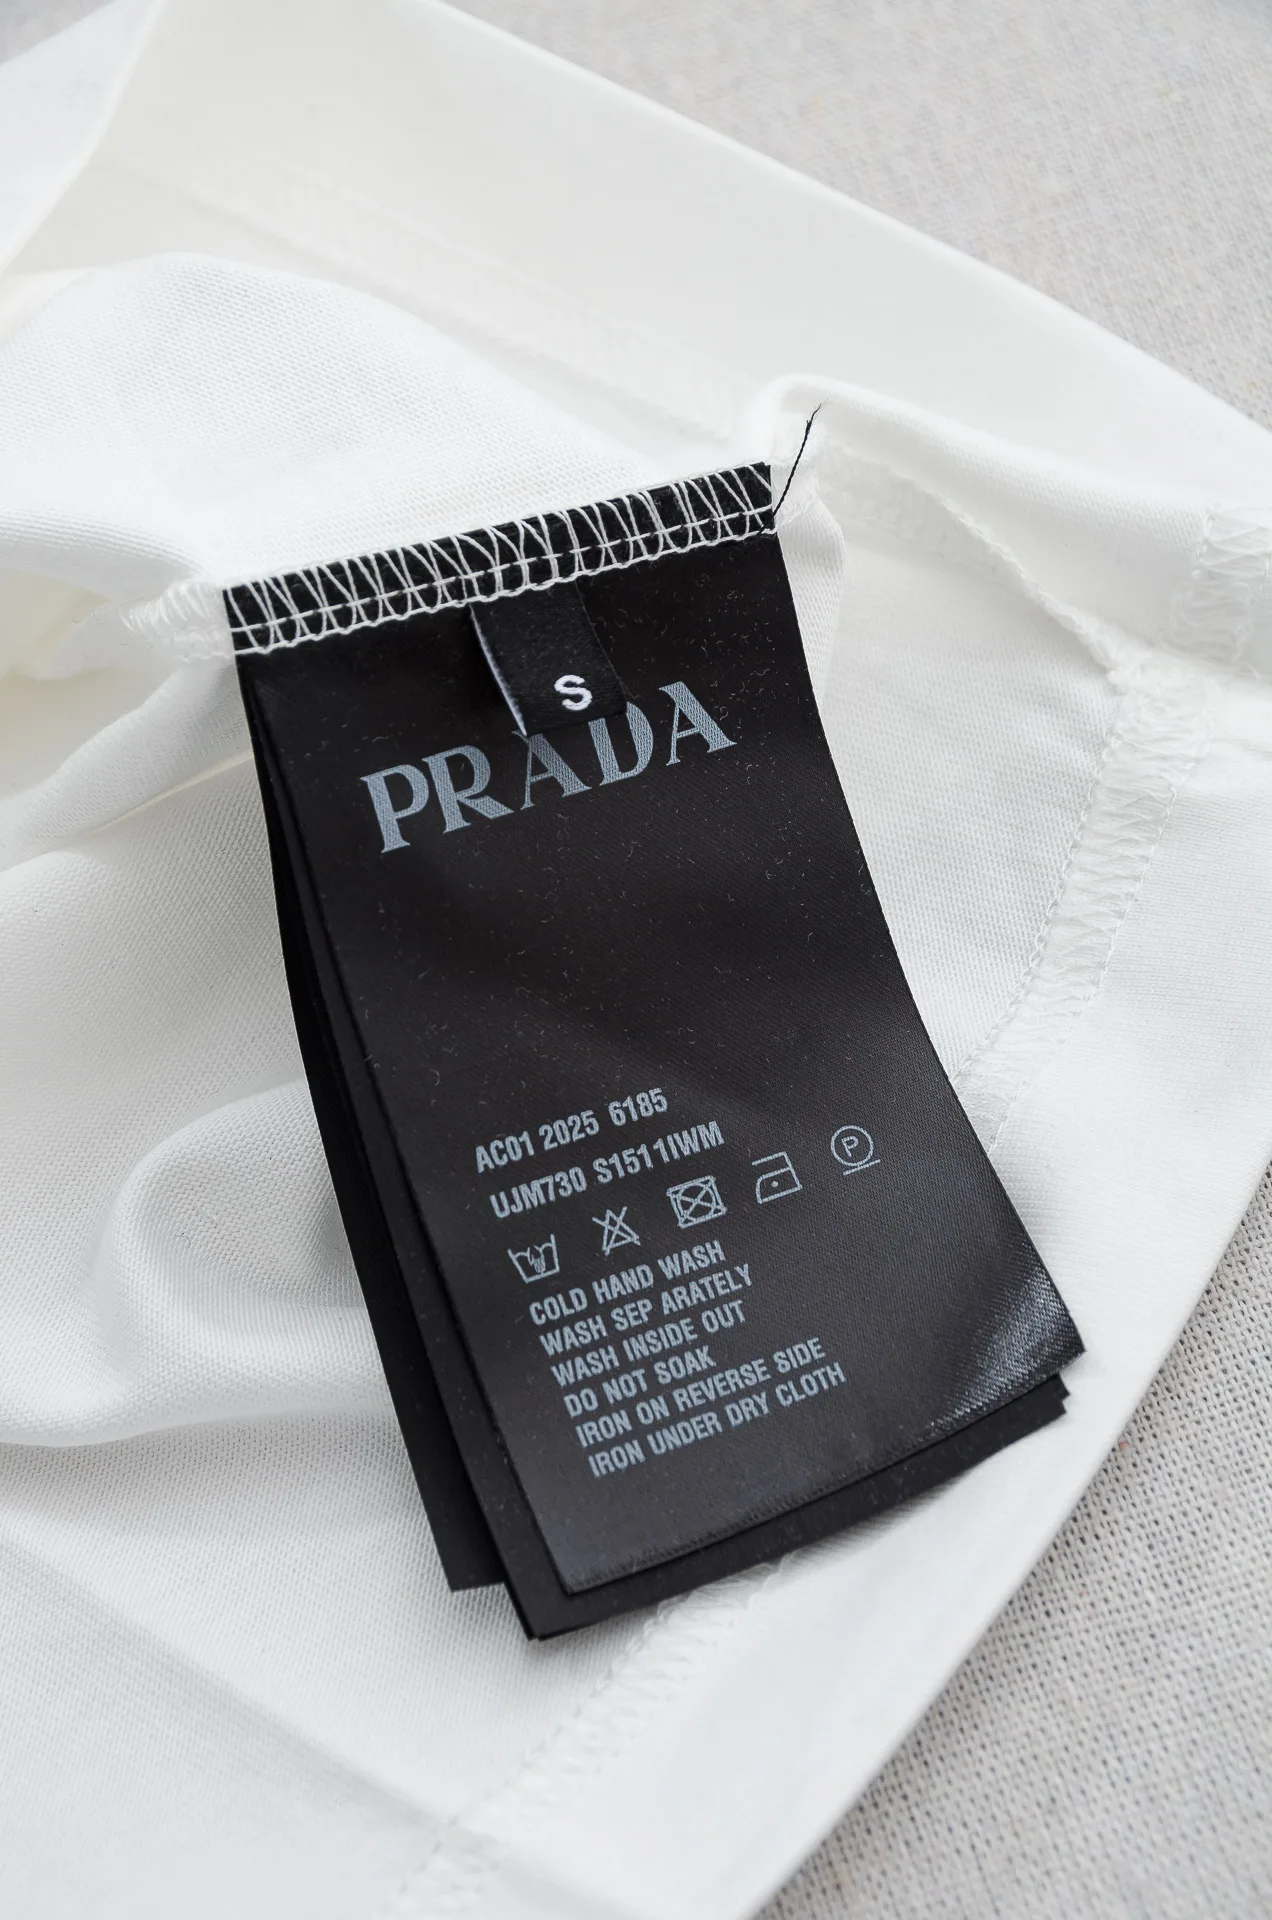 S
PRADA
AC01 2025 6185
UJM730 S1511IWM
P
COLD HAND WASH
WASH SEP ARATELY
WASH INSIDE OUT
DO NOT SOAK
IRON ON REVERSE SIDE
IRON UNDER DRY CLOTH